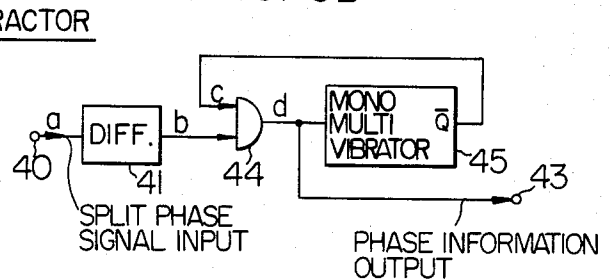 RACTOR
c
MONO
MULTI
VIBRATOR
Q̅
a
DIFF.
b
d
40
41
44
45
43
SPLIT PHASE
SIGNAL INPUT
PHASE INFORMATION
OUTPUT